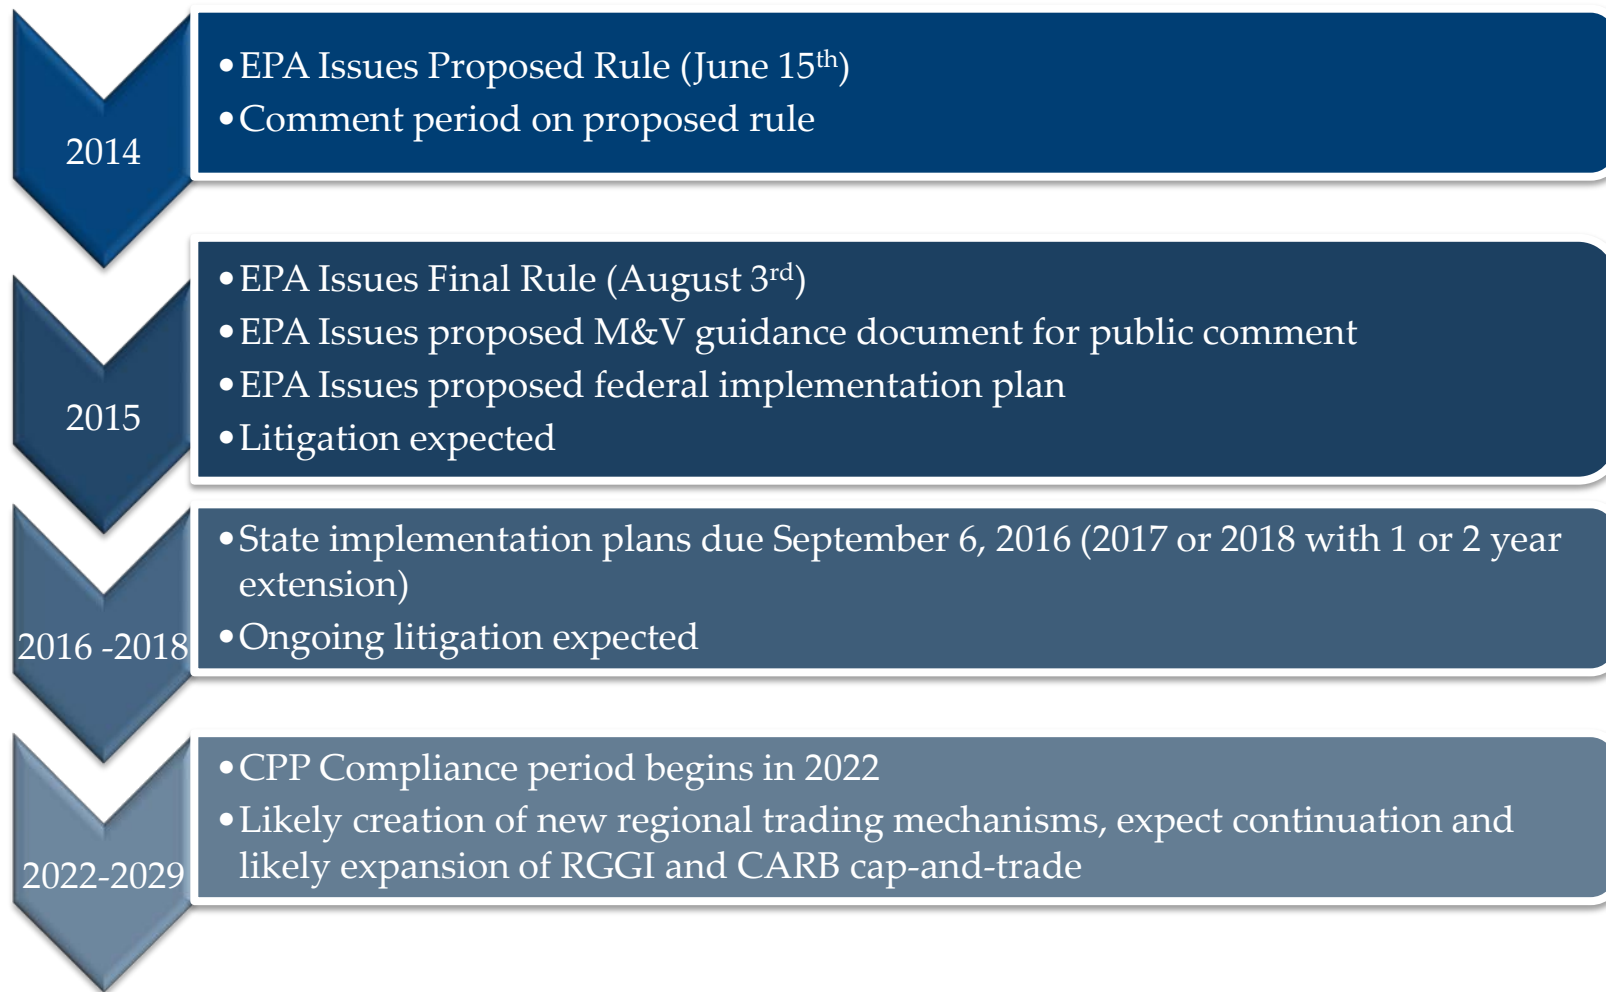 2014
•EPA Issues Proposed Rule (June 15th)
•Comment period on proposed rule
2015
•EPA Issues Final Rule (August 3rd)
•EPA Issues proposed M&V guidance document for public comment
•EPA Issues proposed federal implementation plan
•Litigation expected
2016 -2018
•State implementation plans due September 6, 2016 (2017 or 2018 with 1 or 2 year
extension)
•Ongoing litigation expected
2022-2029
•CPP Compliance period begins in 2022
•Likely creation of new regional trading mechanisms, expect continuation and
likely expansion of RGGI and CARB cap-and-trade